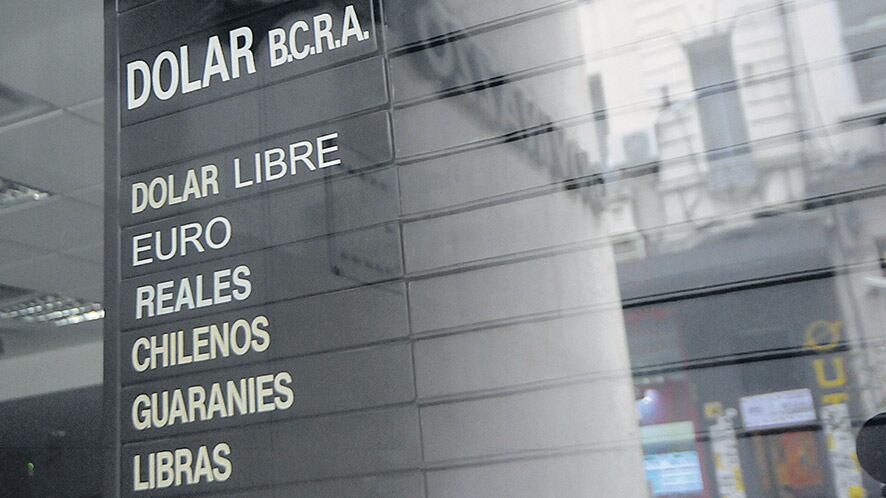 DOLAR B.C.R.A.
DOLAR LIBRE
EURO
REALES
CHILENOS
GUARANIES
LIBRAS